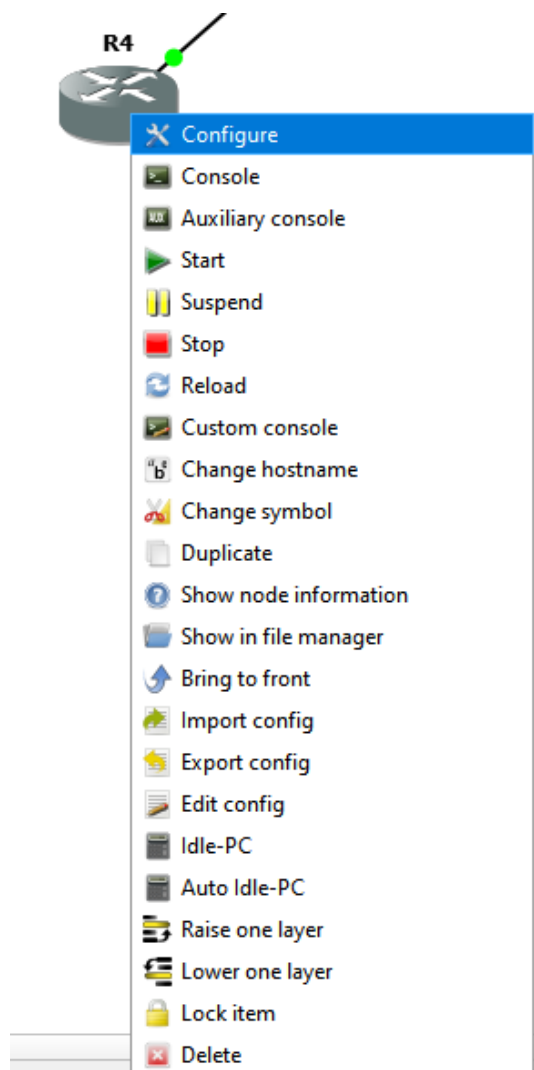 R4
Configure
Console
Auxiliary console
Start
Suspend
Stop
Reload
Custom console
Change hostname
Change symbol
Duplicate
Show node information
Show in file manager
Bring to front
Import config
Export config
Edit config
Idle-PC
Auto Idle-PC
Raise one layer
Lower one layer
Lock item
Delete